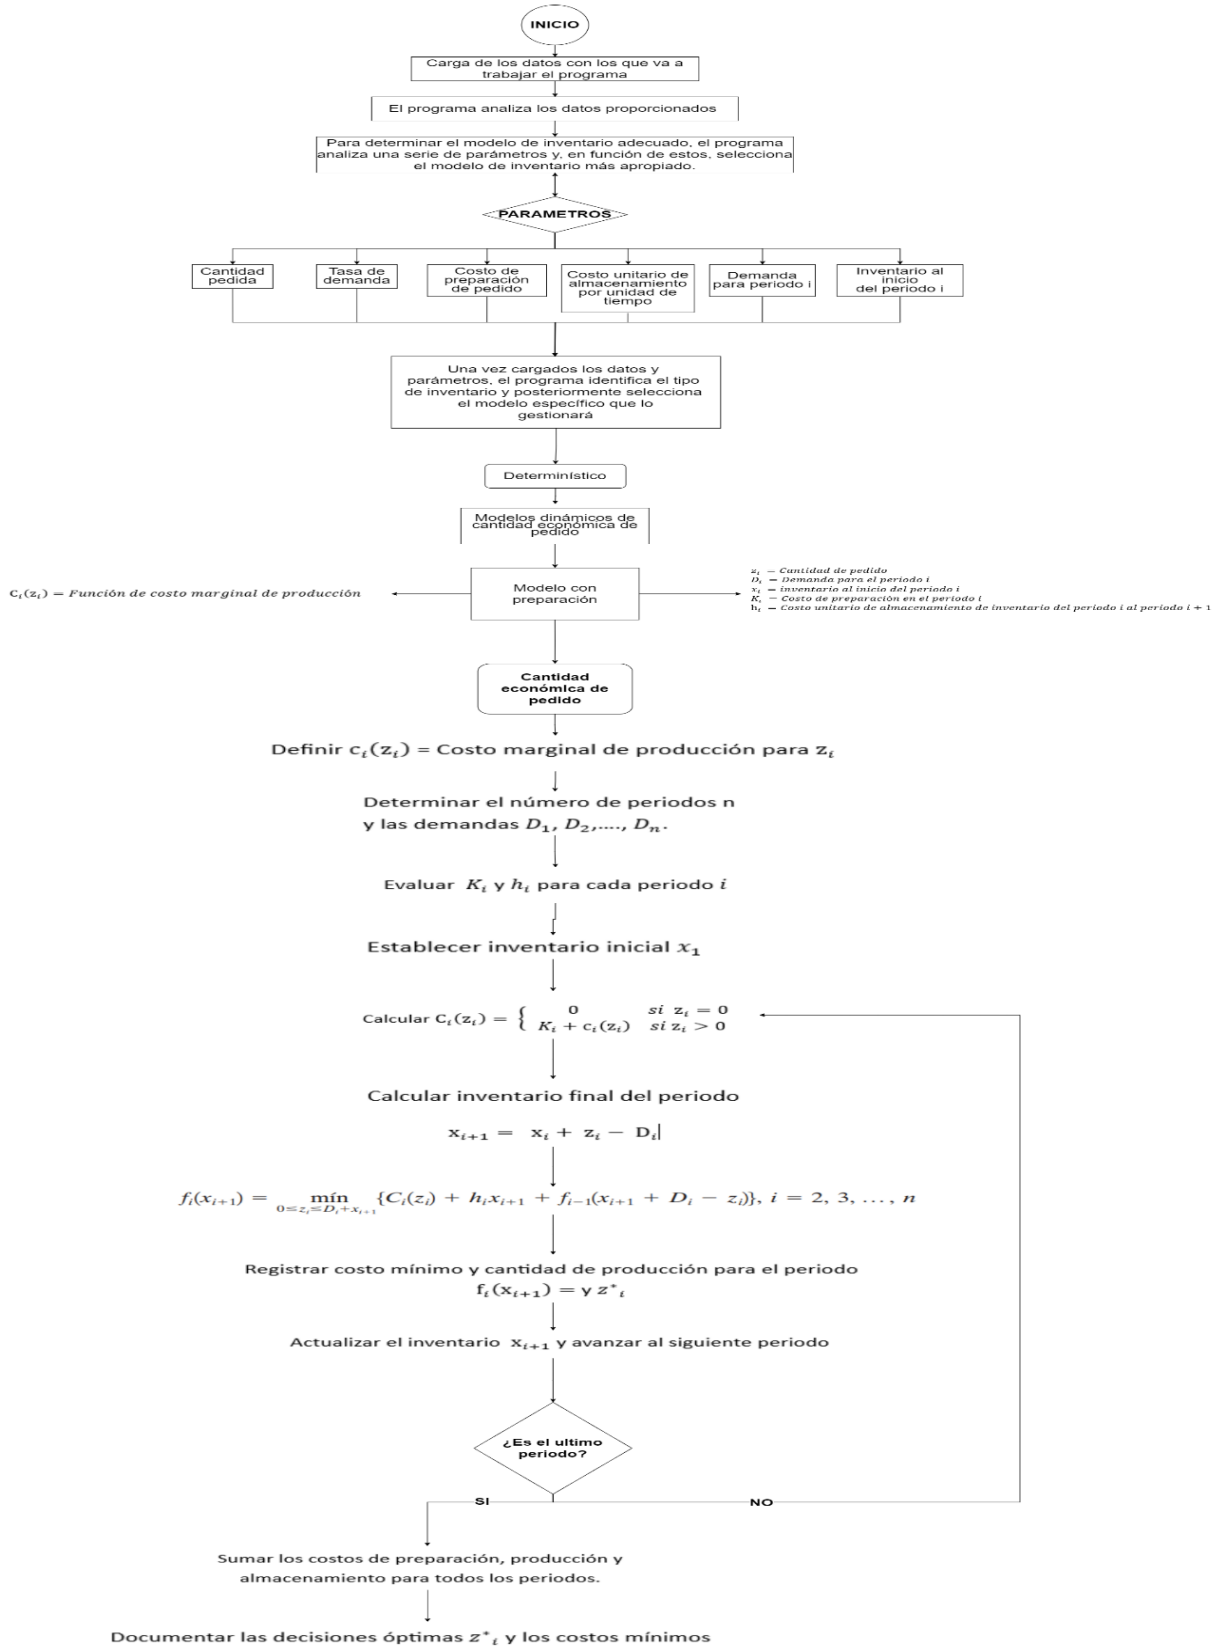 INICIO
Carga de los datos con los que va a
trabajar el programa
El programa analiza los datos proporcionados
Para determinar el modelo de inventario adecuado, el programa
analiza una serie de parámetros y, en función de estos, selecciona
el modelo de inventario más apropiado.
PARAMETROS
Cantidad
pedida
Tasa de
demanda
Costo de
preparación
de pedido
Costo unitario de
almacenamiento
por unidad de
tiempo
Demanda
para periodo i
Inventario al
inicio
del periodo i
Una vez cargados los datos y
parámetros, el programa identifica el tipo
de inventario y posteriormente selecciona
el modelo específico que lo
gestionará
Determinístico
Modelos dinámicos de
cantidad económica de
pedido
Modelo con
preparación
C_i(z_i) = Función de costo marginal de producción
z_i = Cantidad de pedido
D_i = Demanda para el periodo i
x_i = inventario al inicio del periodo i
K_i = Costo de preparación en el periodo i
h_i = Costo unitario de almacenamiento de inventario del periodo i al periodo i + 1
Cantidad
económica de
pedido
Definir c_i(z_i) = Costo marginal de producción para z_i
Determinar el número de periodos n
y las demandas D_1, D_2,...., D_n.
Evaluar K_i y h_i para cada periodo i
Establecer inventario inicial x_1
Calcular C_i(z_i) = { 0 si z_i = 0
K_i + c_i(z_i) si z_i > 0
Calcular inventario final del periodo
x_{i+1} = x_i + z_i − D_i|
f_i(x_{i+1}) = mín {C_i(z_i) + h_i x_{i+1} + f_{i−1}(x_{i+1} + D_i − z_i)}, i = 2, 3, ..., n
0≤z_i≤D_i+x_{i+1}
Registrar costo mínimo y cantidad de producción para el periodo
f_i(x_{i+1}) = y z*_i
Actualizar el inventario x_{i+1} y avanzar al siguiente periodo
¿Es el ultimo
periodo?
SI
NO
Sumar los costos de preparación, producción y
almacenamiento para todos los periodos.
Documentar las decisiones óptimas z*_i y los costos mínimos